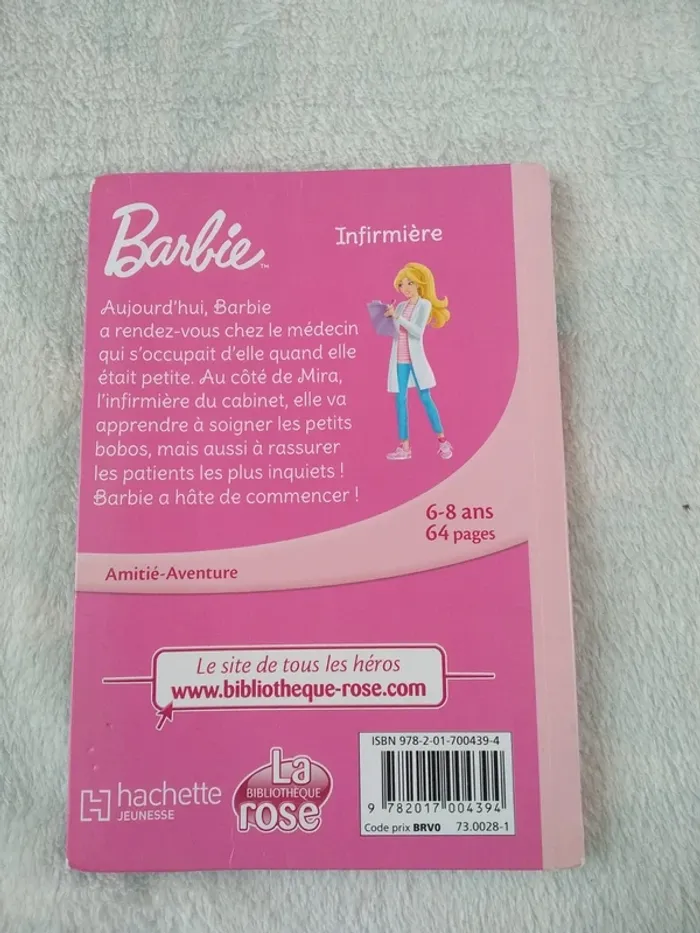 Barbie™
Infirmière
Aujourd'hui, Barbie
a rendez-vous chez le médecin
qui s'occupait d'elle quand elle
était petite. Au côté de Mira,
l'infirmière du cabinet, elle va
apprendre à soigner les petits
bobos, mais aussi à rassurer
les patients les plus inquiets !
Barbie a hâte de commencer !
6-8 ans
64 pages
Amitié-Aventure
Le site de tous les héros
www.bibliotheque-rose.com
hachette
JEUNESSE
La
BIBLIOTHÈQUE
rose
ISBN 978-2-01-700439-4
9 782017 004394
Code prix BRV0 73.0028-1